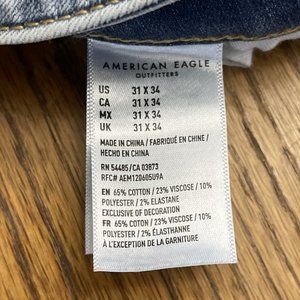 AMERICAN EAGLE
OUTFITTERS
US 31 X 34
CA 31 X 34
MX 31 X 34
UK 31 X 34
MADE IN CHINA / FABRIQUÉ EN CHINE /
HECHO EN CHINA
RN 54485/CA 03873
RFC# AEM120605U9A
EN 65% COTTON / 23% VISCOSE / 10%
POLYESTER / 2% ELASTANE
EXCLUSIVE OF DECORATION
FR 65% COTON / 23% VISCOSE / 10%
POLYESTER / 2% ÉLASTHANNE
À L'EXCEPTION DE LA GARNITURE